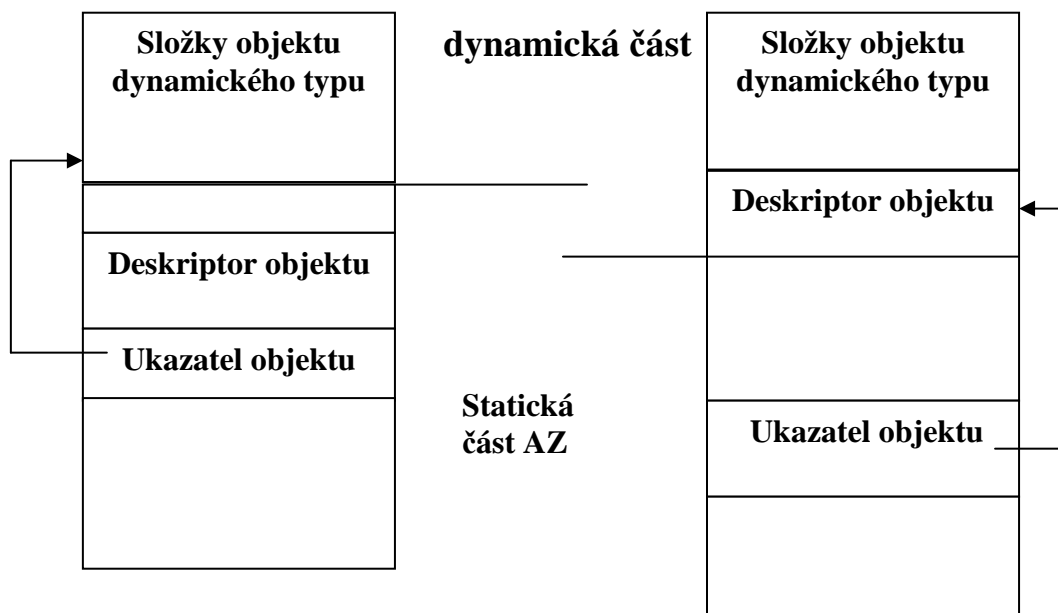 Složky objektu
dynamického typu
Deskriptor objektu
Ukazatel objektu
dynamická část
Statická
část AZ
Složky objektu
dynamického typu
Deskriptor objektu
Ukazatel objektu